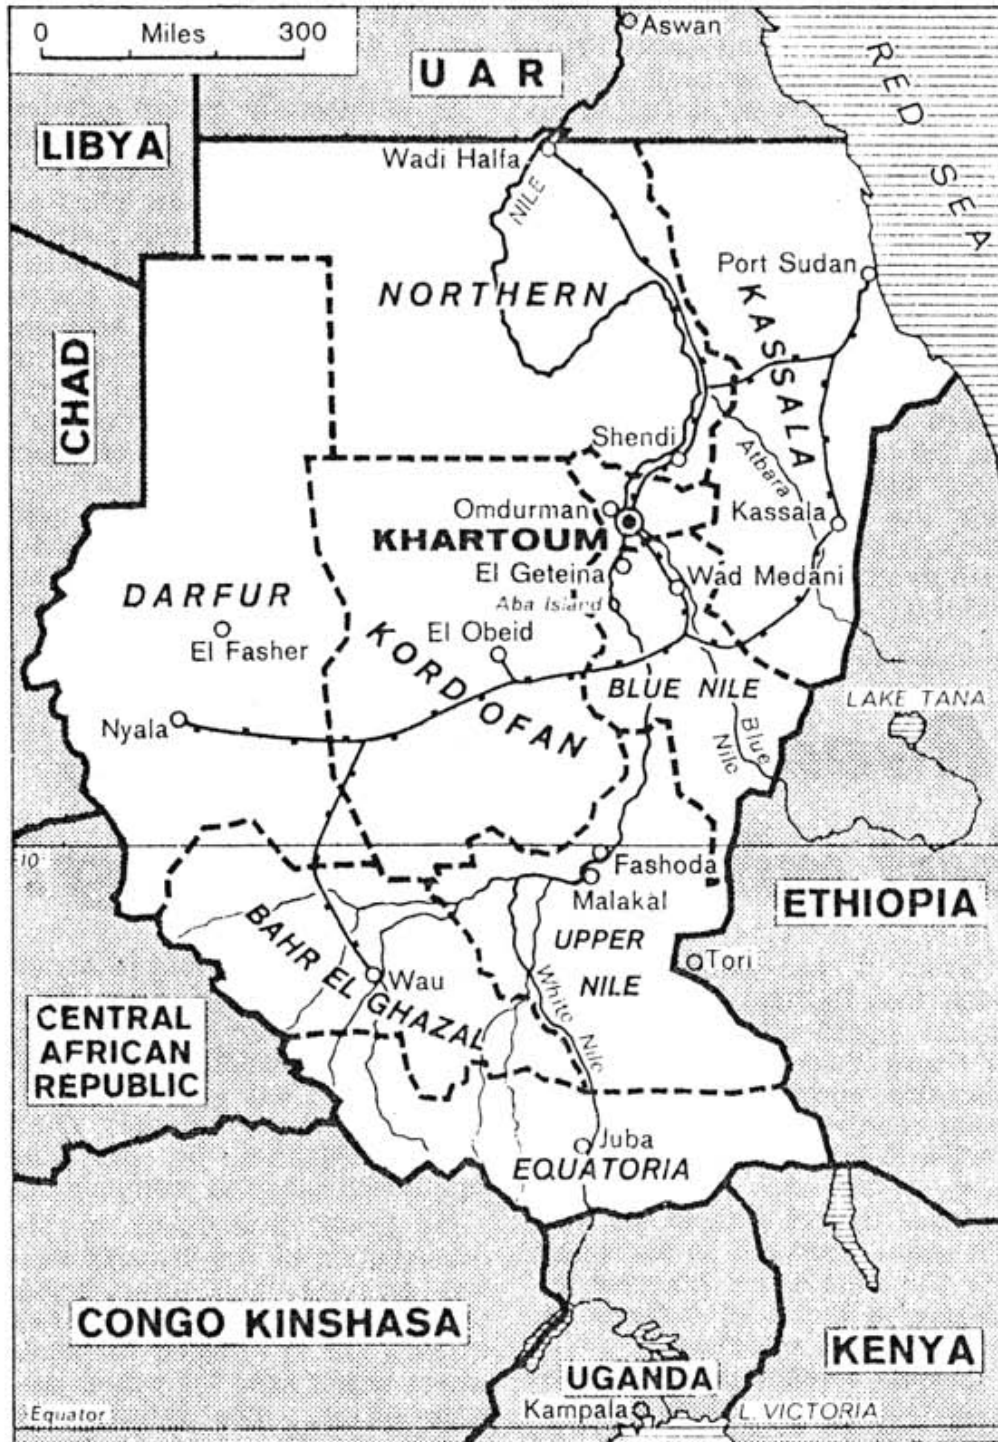 0 Miles 300
Aswan
UAR
RED SEA
LIBYA
Wadi Halfa
NILE
Port Sudan
NORTHERN
KASSALA
CHAD
Shendi
Atbara
Omdurman
Kassala
KHARTOUM
El Geteina
Wad Medani
Aba Island
DARFUR
El Fasher
El Obeid
KORDOFAN
BLUE NILE
LAKE TANA
Nyala
Blue
Nile
10°
Fashoda
Malakal
ETHIOPIA
BAHR EL GHAZAL
UPPER
NILE
Tori
Wau
White Nile
CENTRAL
AFRICAN
REPUBLIC
Juba
EQUATORIA
CONGO KINSHASA
KENYA
UGANDA
Equator
Kampala
L. VICTORIA